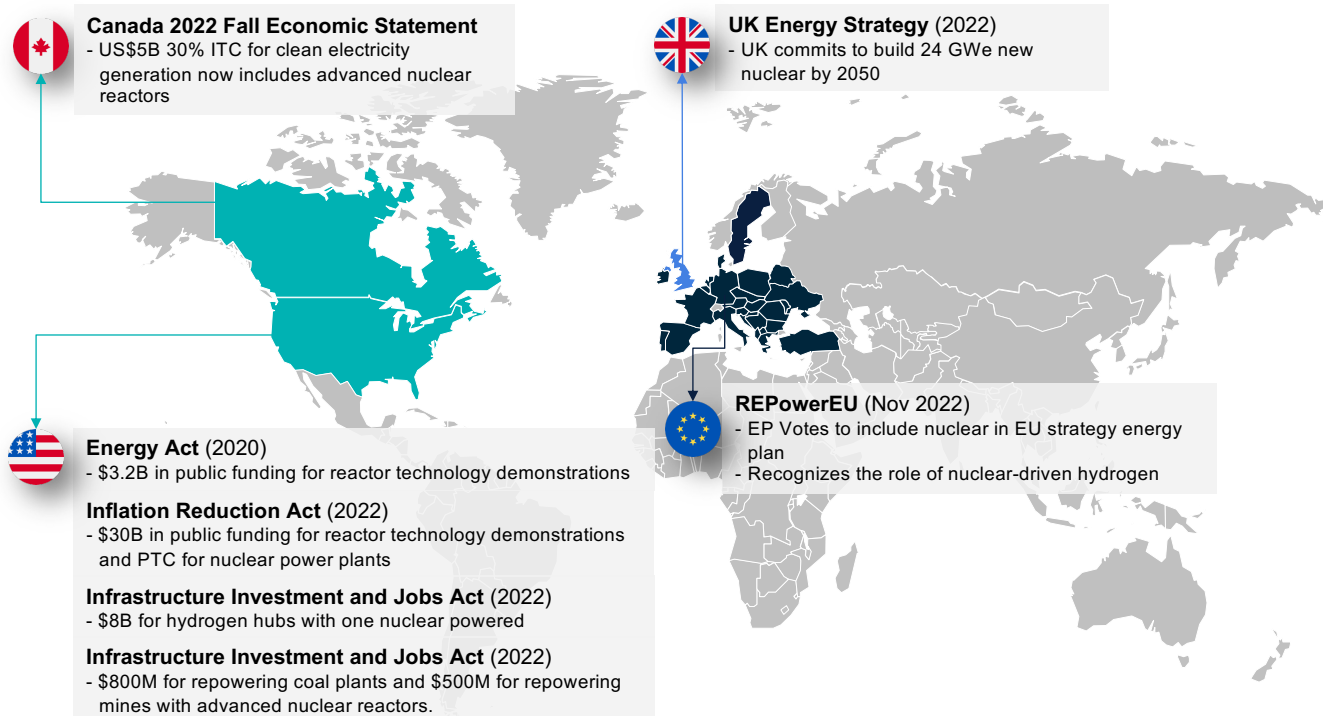 Canada 2022 Fall Economic Statement
- US$5B 30% ITC for clean electricity
generation now includes advanced nuclear
reactors
UK Energy Strategy (2022)
- UK commits to build 24 GWe new
nuclear by 2050
REPowerEU (Nov 2022)
- EP Votes to include nuclear in EU strategy energy
plan
- Recognizes the role of nuclear-driven hydrogen
Energy Act (2020)
- $3.2B in public funding for reactor technology demonstrations
Inflation Reduction Act (2022)
- $30B in public funding for reactor technology demonstrations
and PTC for nuclear power plants
Infrastructure Investment and Jobs Act (2022)
- $8B for hydrogen hubs with one nuclear powered
Infrastructure Investment and Jobs Act (2022)
- $800M for repowering coal plants and $500M for repowering
mines with advanced nuclear reactors.